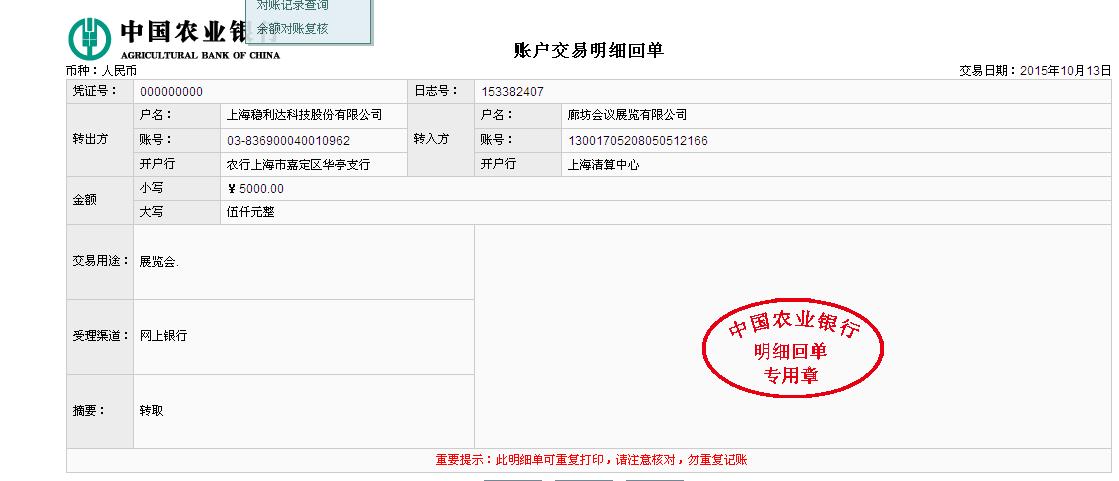 对账记录查询
余额对账复核
中国农业银
AGRICULTURAL BANK OF CHINA
账户交易明细回单
币种：人民币
交易日期：2015年10月13日
凭证号： 000000000 日志号： 153382407
转出方 户名： 上海稳利达科技股份有限公司 转入方 户名： 廊坊会议展览有限公司
账号： 03-836900040010962 账号： 13001705208050512166
开户行 农行上海市嘉定区华亭支行 开户行 上海清算中心
金额 小写 ¥ 5000.00
大写 伍仟元整
交易用途： 展览会.
受理渠道： 网上银行
摘要： 转取
中国农业银行
明细回单
专用章
重要提示：此明细单可重复打印，请注意核对，勿重复记账